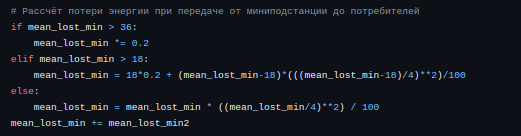 # Рассчёт потери энергии при передаче от миниподстанции до потребителей
if mean_lost_min > 36:
    mean_lost_min *= 0.2
elif mean_lost_min > 18:
    mean_lost_min = 18*0.2 + (mean_lost_min-18)*(((mean_lost_min-18)/4)**2)/100
else:
    mean_lost_min = mean_lost_min * ((mean_lost_min/4)**2) / 100
mean_lost_min += mean_lost_min2